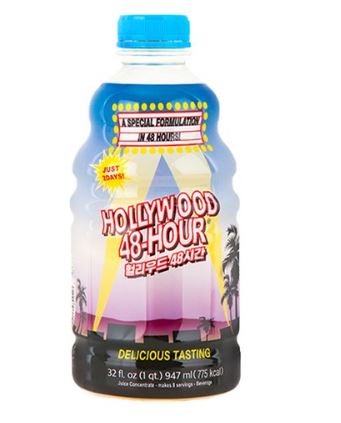 A SPECIAL FORMULATION
IN 48 HOURS!
JUST
2DAYS!
HOLLYWOOD
48-HOUR
헐리우드 48시간
DELICIOUS TASTING
32 fl. oz (1 qt.) 947 ml(775 kcal)
Juice Concentrate - makes 8 servings - Beverage